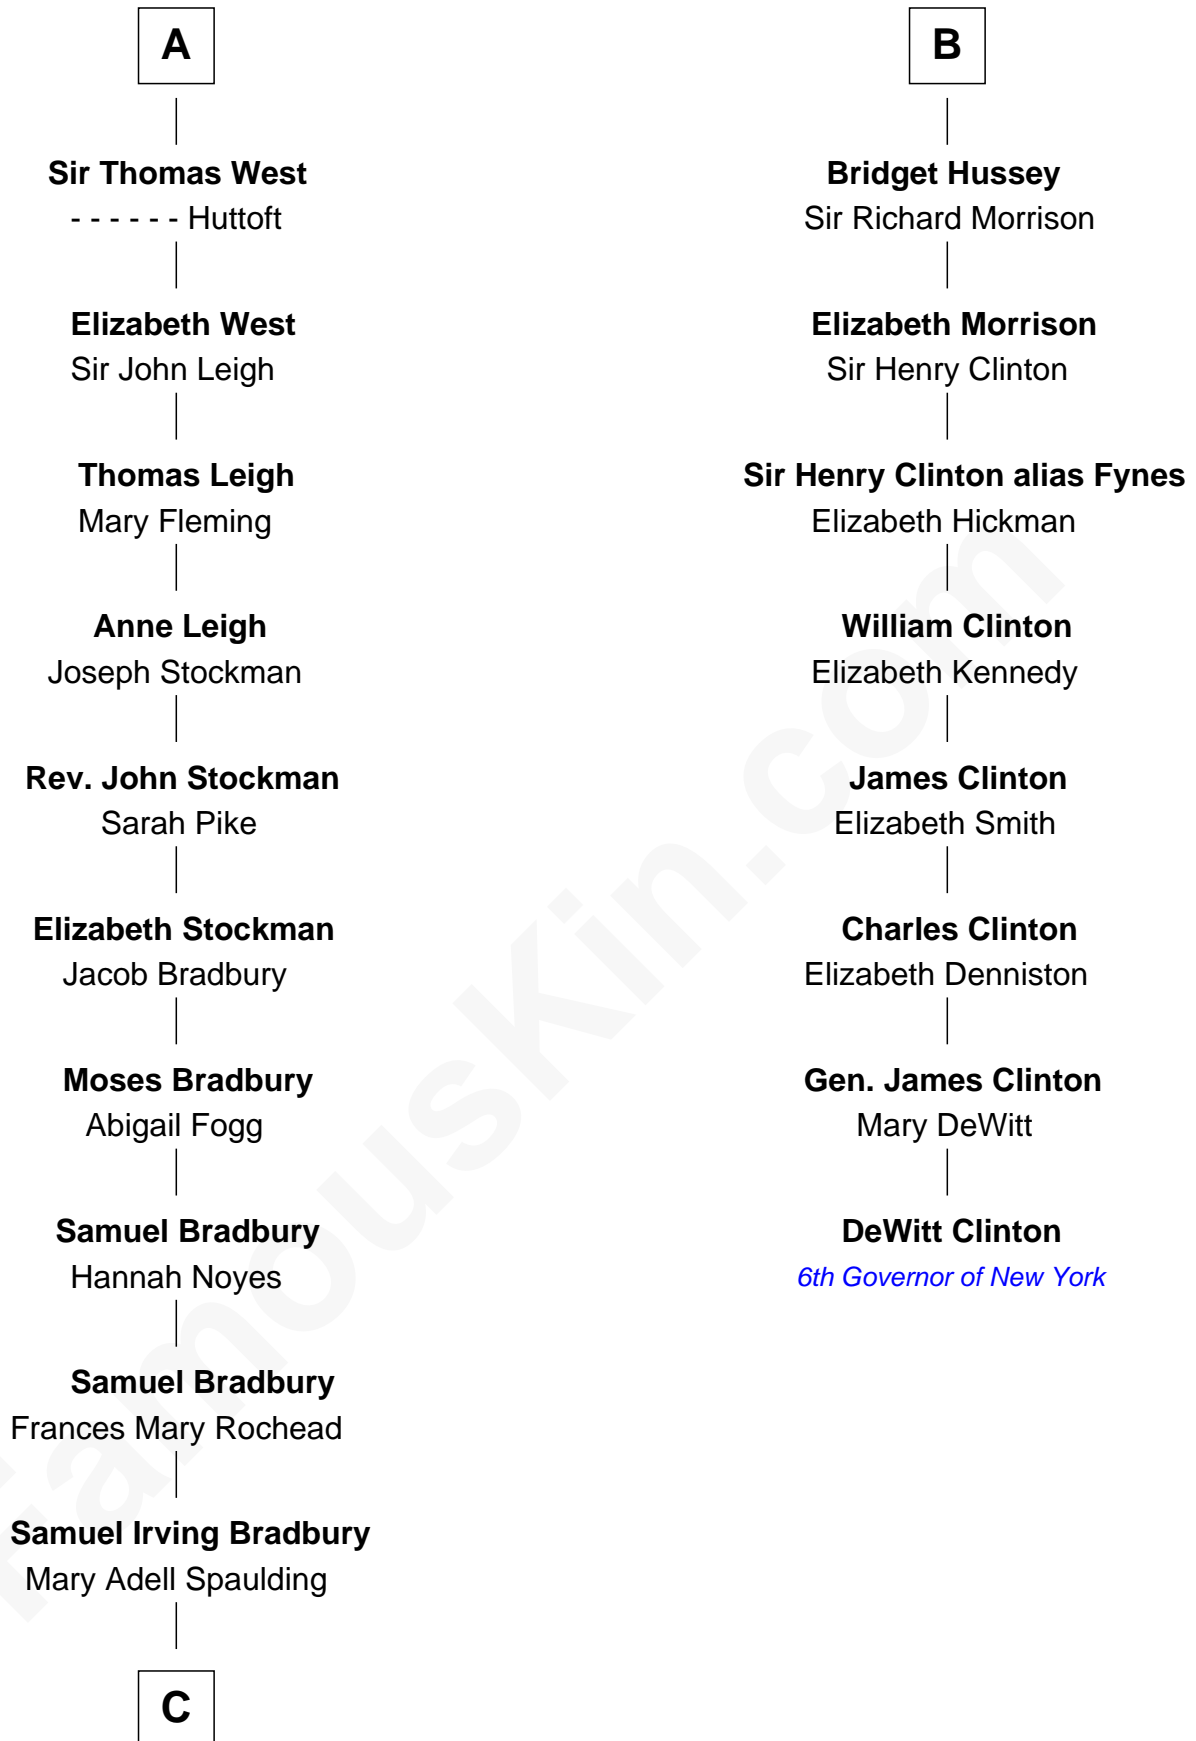 A
Sir Thomas West
- - - - - - Huttoft
Elizabeth West
Sir John Leigh
Thomas Leigh
Mary Fleming
Anne Leigh
Joseph Stockman
Rev. John Stockman
Sarah Pike
Elizabeth Stockman
Jacob Bradbury
Moses Bradbury
Abigail Fogg
Samuel Bradbury
Hannah Noyes
Samuel Bradbury
Frances Mary Rochead
Samuel Irving Bradbury
Mary Adell Spaulding
C
B
Bridget Hussey
Sir Richard Morrison
Elizabeth Morrison
Sir Henry Clinton
Sir Henry Clinton alias Fynes
Elizabeth Hickman
William Clinton
Elizabeth Kennedy
James Clinton
Elizabeth Smith
Charles Clinton
Elizabeth Denniston
Gen. James Clinton
Mary DeWitt
DeWitt Clinton
6th Governor of New York
FamousKin.com